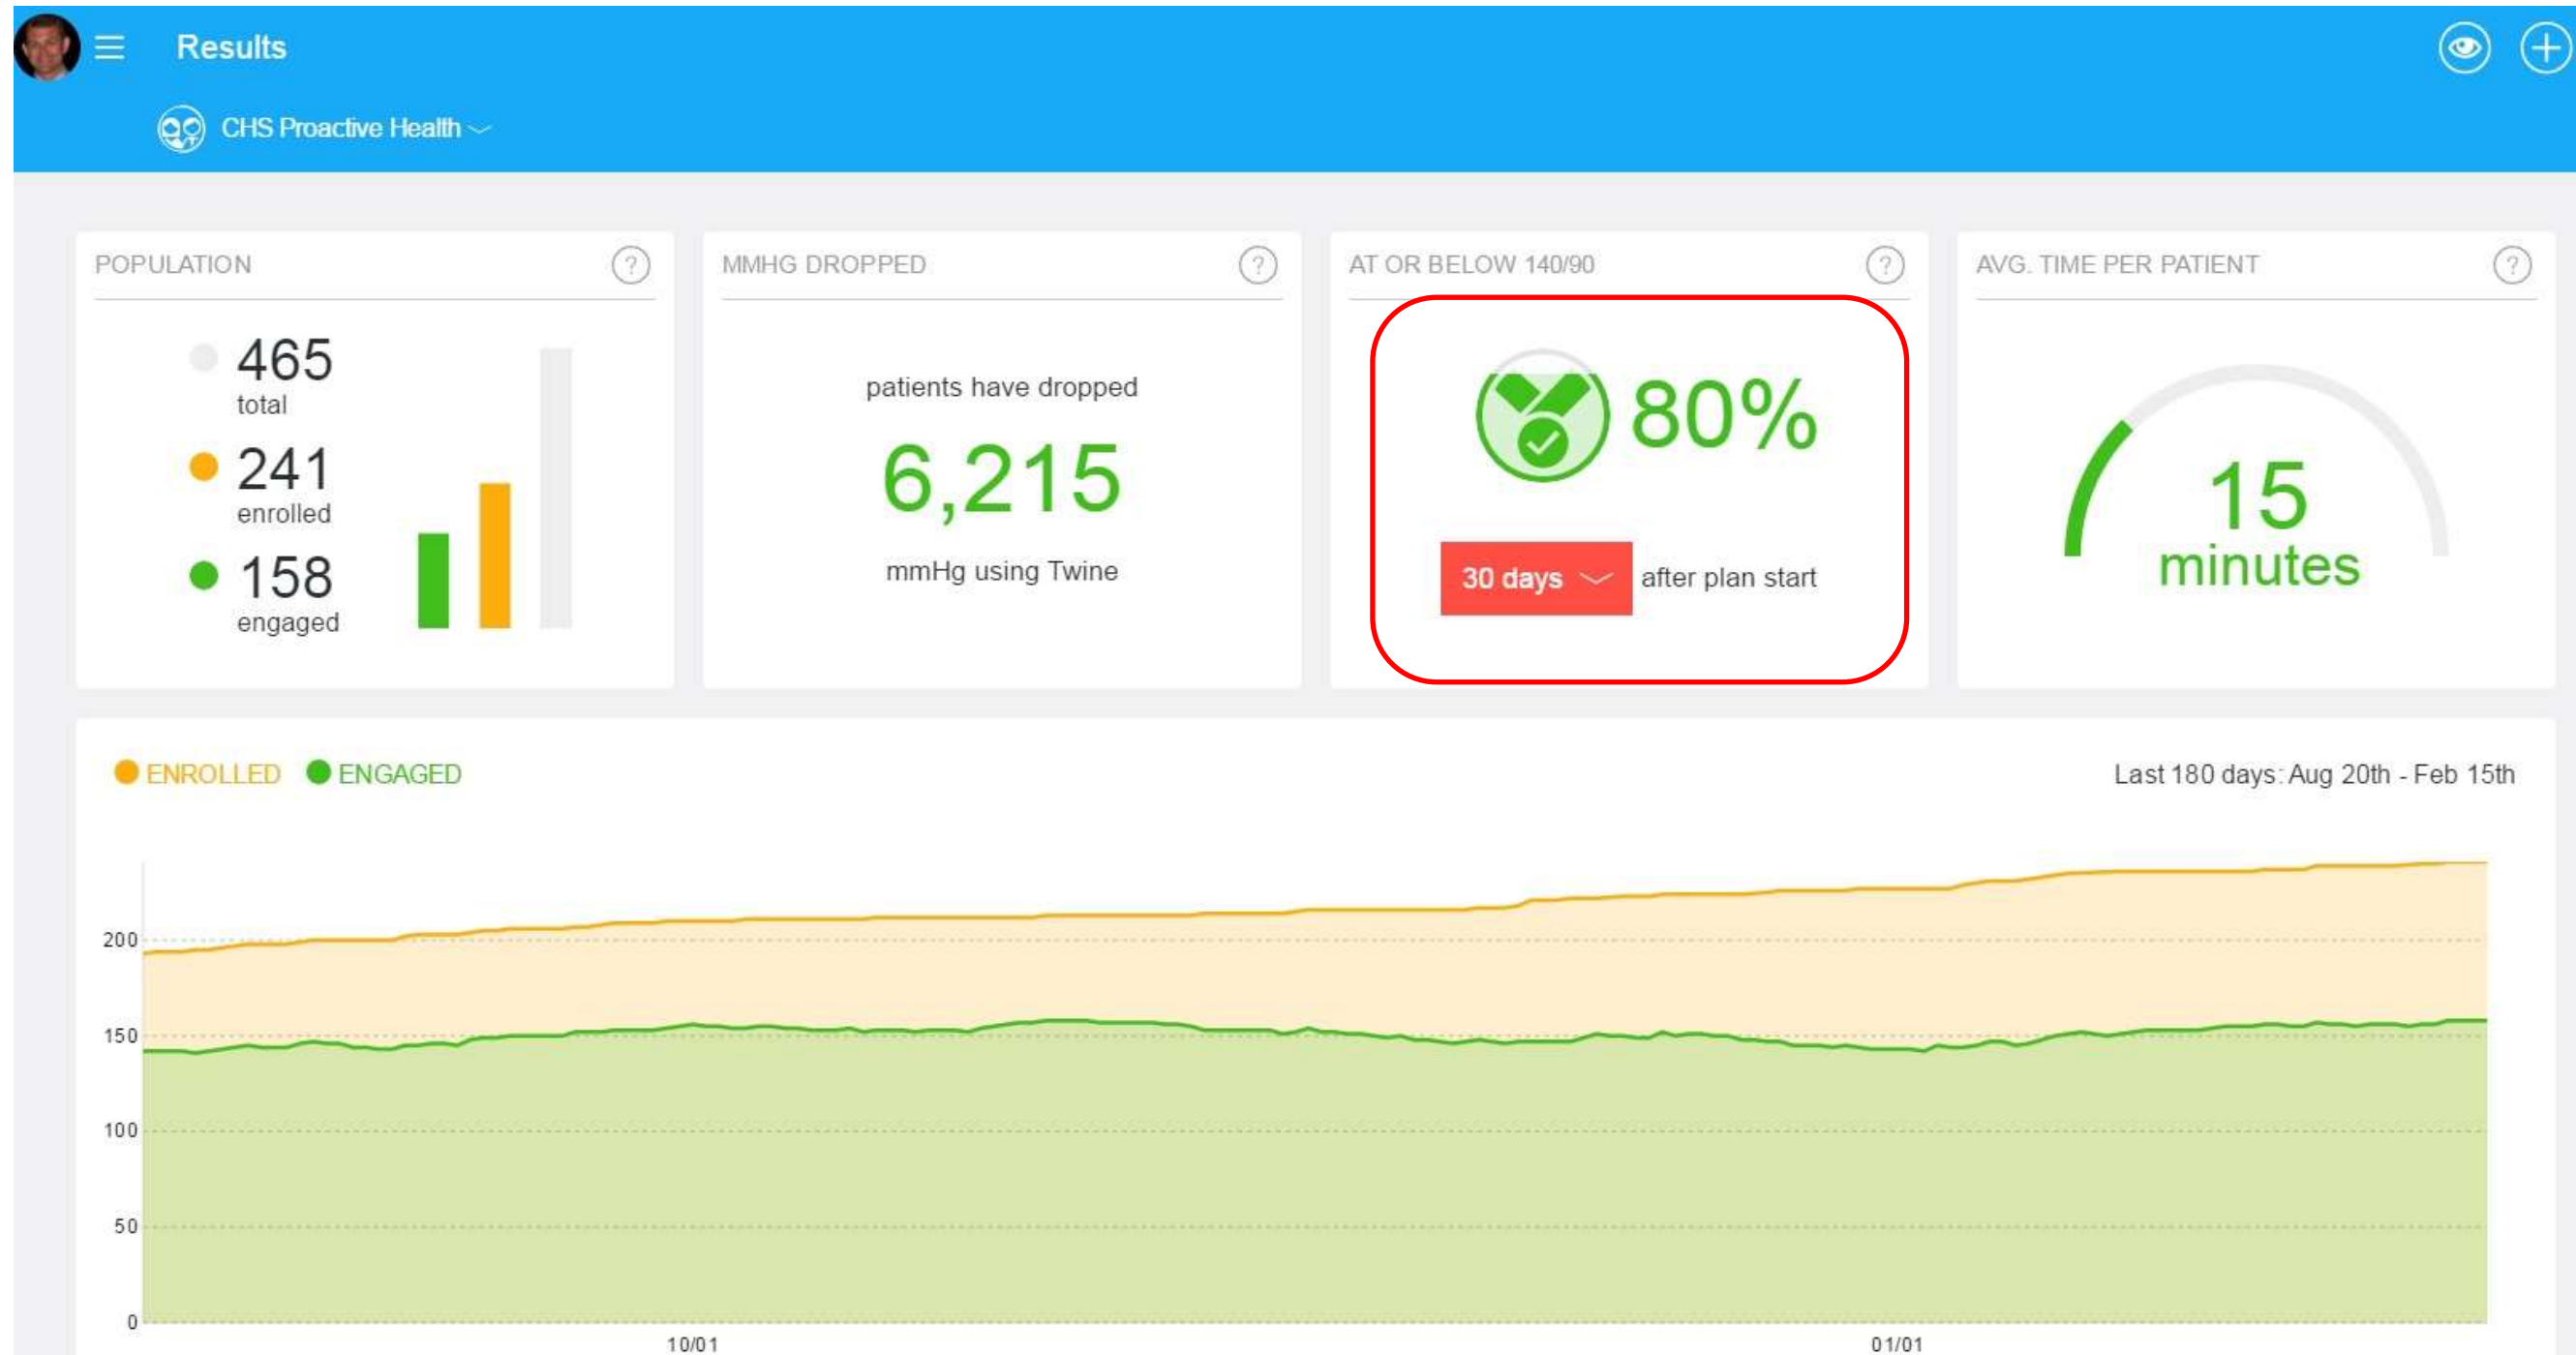 Results
CHS Proactive Health
POPULATION ?
465
total
241
enrolled
158
engaged
MMHG DROPPED ?
patients have dropped
6,215
mmHg using Twine
AT OR BELOW 140/90 ?
80%
30 days after plan start
AVG. TIME PER PATIENT ?
15
minutes
ENROLLED ENGAGED
Last 180 days: Aug 20th - Feb 15th
200
150
100
50
0
10/01 01/01